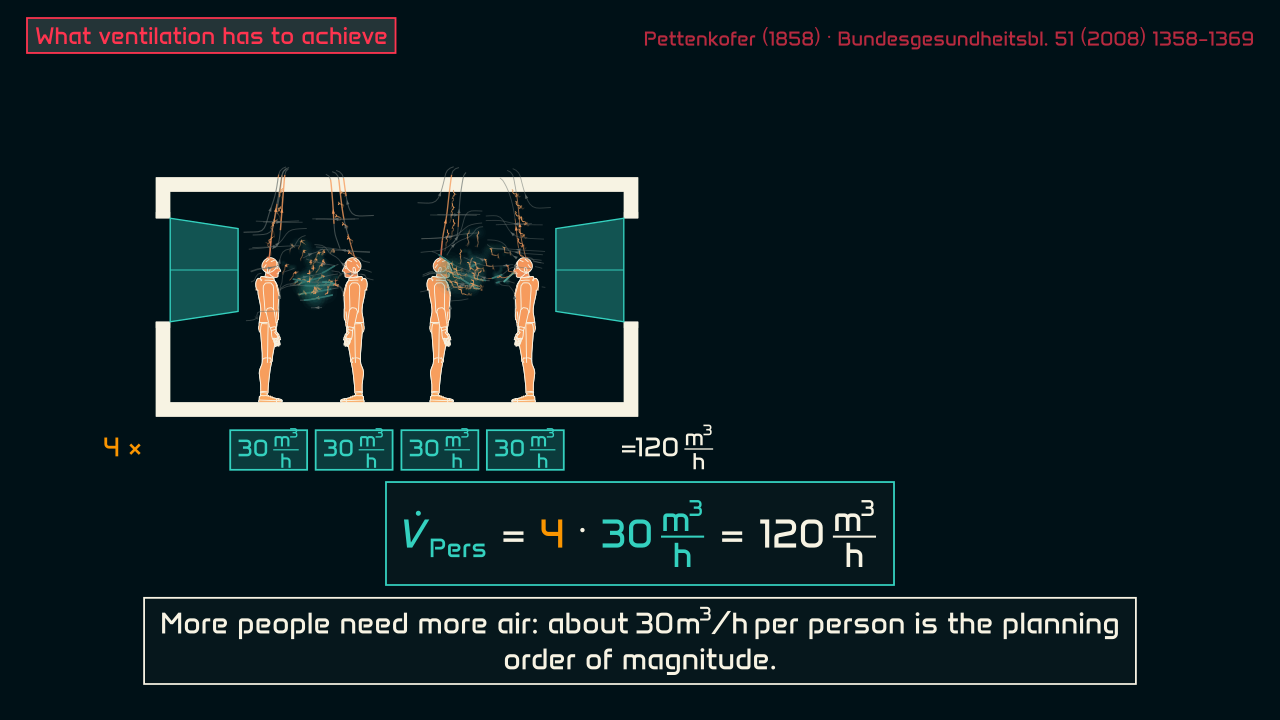 What ventilation has to achieve
Pettenkofer (1858) · Bundesgesundheitsbl. 51 (2008) 1358-1369
4 × 30 m³/h 30 m³/h 30 m³/h 30 m³/h =120 m³/h
V̇_Pers = 4 · 30 m³/h = 120 m³/h
More people need more air: about 30m³/h per person is the planning
order of magnitude.